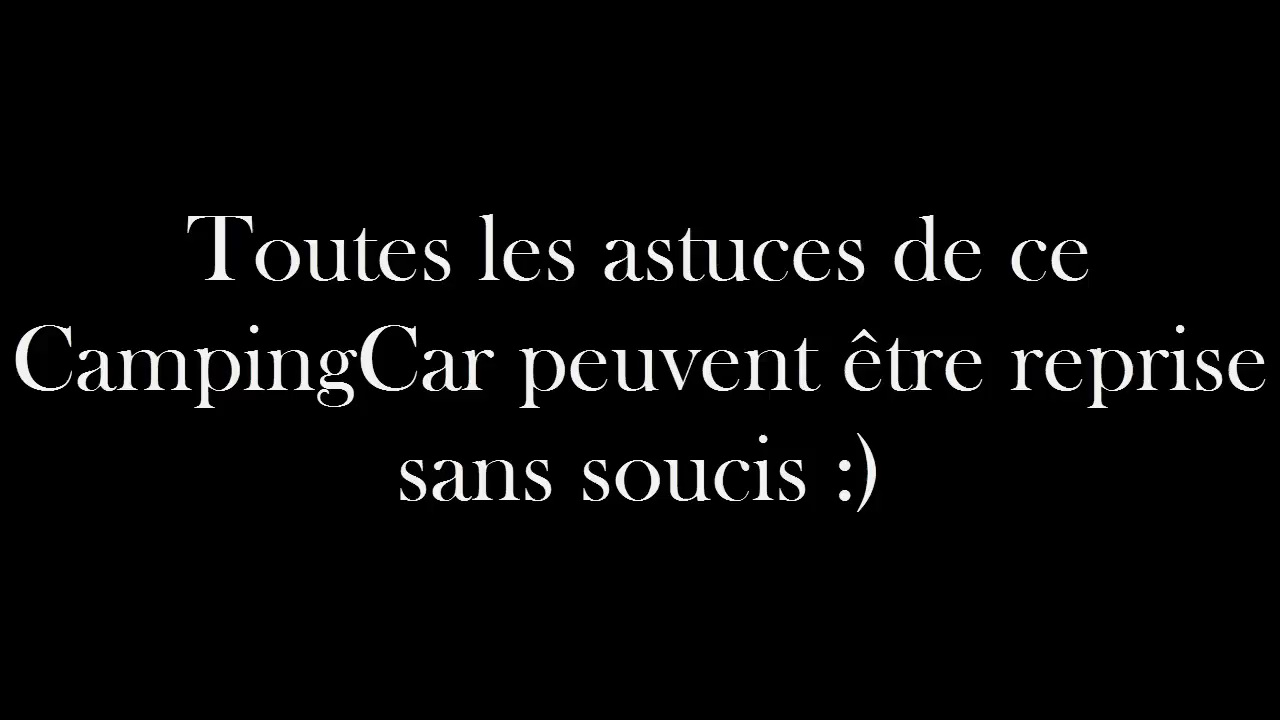 Toutes les astuces de ce
CampingCar peuvent être reprise
sans soucis :)